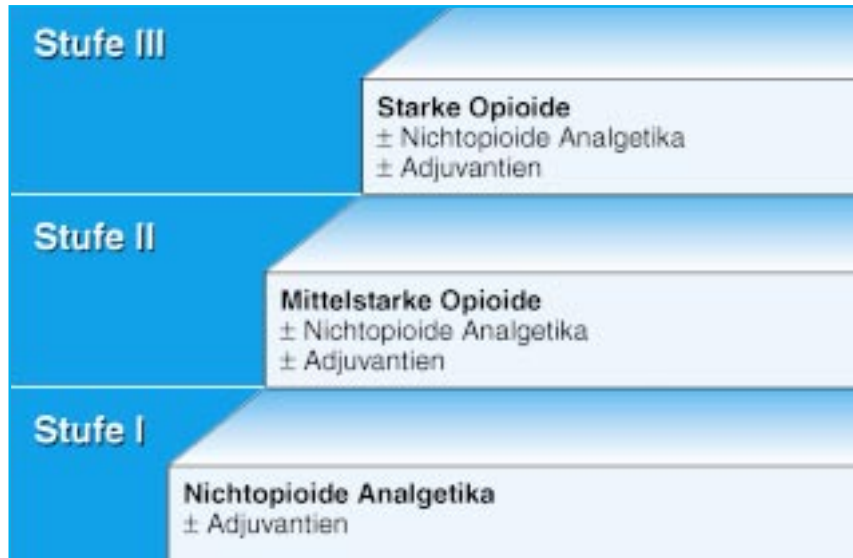 Stufe III
Starke Opioide
± Nichtopioide Analgetika
± Adjuvantien
Stufe II
Mittelstarke Opioide
± Nichtopioide Analgetika
± Adjuvantien
Stufe I
Nichtopioide Analgetika
± Adjuvantien